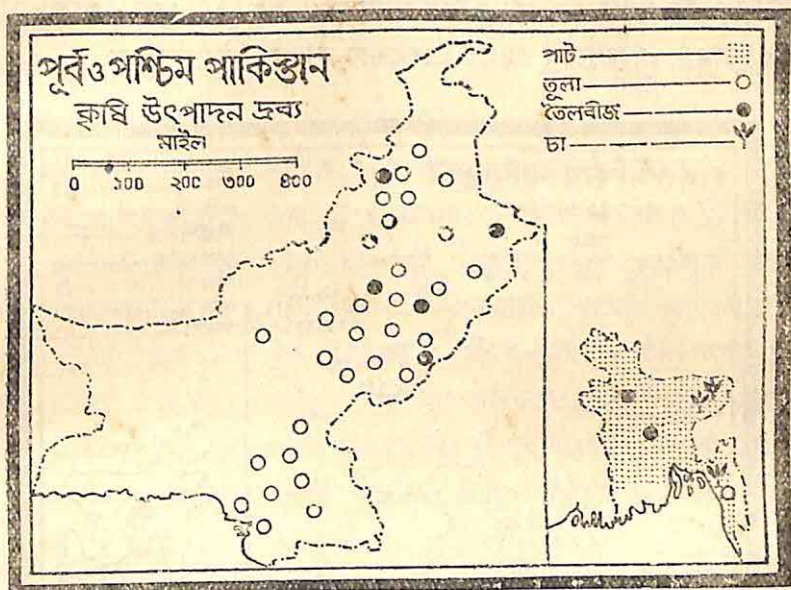 পূর্ব ও পশ্চিম পাকিস্তান
কৃষি উৎপাদন দ্রব্য
মাইল
0 ১00 ২00 ৩00 ৪00
পাট
তূলা
তৈলবীজ
চা